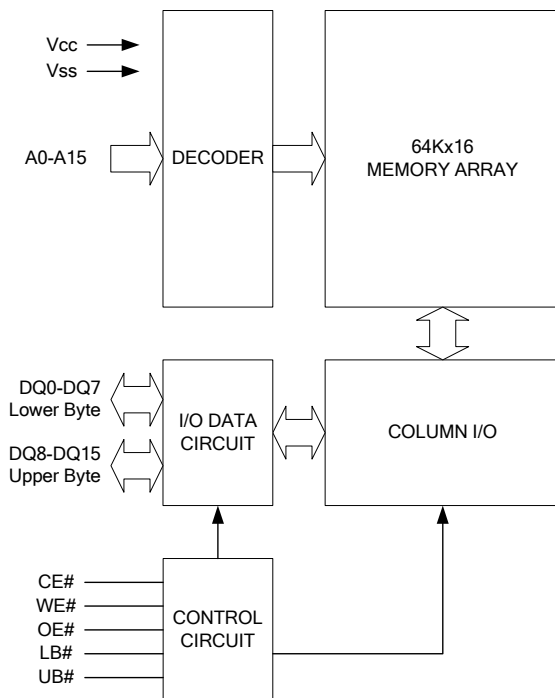 Vcc
Vss
A0-A15
DECODER
64Kx16
MEMORY ARRAY
DQ0-DQ7
Lower Byte
DQ8-DQ15
Upper Byte
I/O DATA
CIRCUIT
COLUMN I/O
CE#
WE#
OE#
LB#
UB#
CONTROL
CIRCUIT